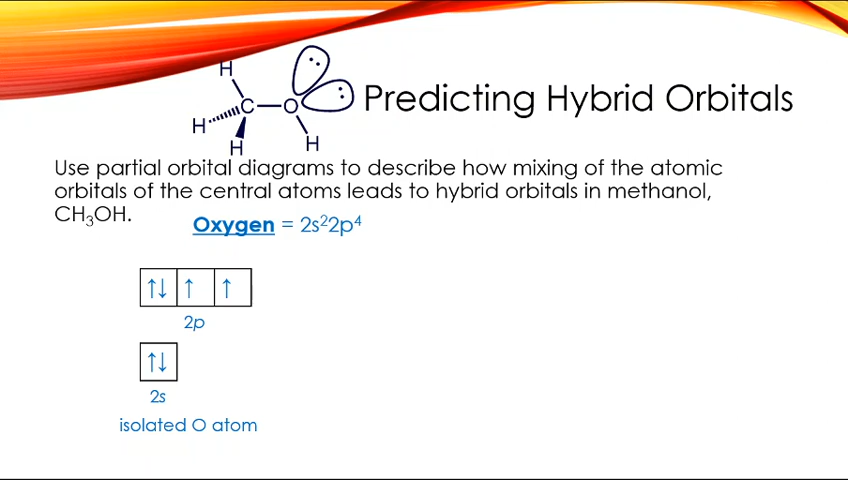 H
C O
H
H H
Predicting Hybrid Orbitals
Use partial orbital diagrams to describe how mixing of the atomic
orbitals of the central atoms leads to hybrid orbitals in methanol,
CH₃OH.
Oxygen = 2s²2p⁴
↑↓ ↑ ↑
2p
↑↓
2s
isolated O atom